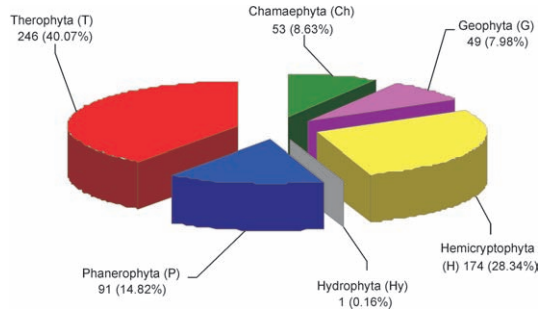 Therophyta (T)
246 (40.07%)
Chamaephyta (Ch)
53 (8.63%)
Geophyta (G)
49 (7.98%)
Hemicryptophyta
(H) 174 (28.34%)
Hydrophyta (Hy)
1 (0.16%)
Phanerophyta (P)
91 (14.82%)